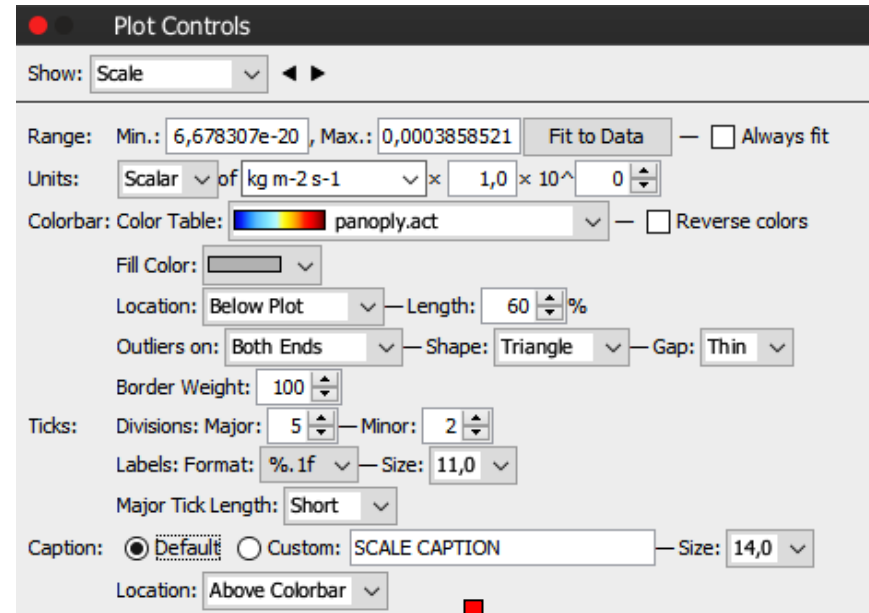 Plot Controls
Show: Scale
Range: Min.: 6,678307e-20 , Max.: 0,0003858521 Fit to Data — Always fit
Units: Scalar of kg m-2 s-1 × 1,0 × 10^ 0
Colorbar: Color Table: panoply.act — Reverse colors
Fill Color:
Location: Below Plot — Length: 60 %
Outliers on: Both Ends — Shape: Triangle — Gap: Thin
Border Weight: 100
Ticks: Divisions: Major: 5 — Minor: 2
Labels: Format: %.1f — Size: 11,0
Major Tick Length: Short
Caption: Default Custom: SCALE CAPTION — Size: 14,0
Location: Above Colorbar